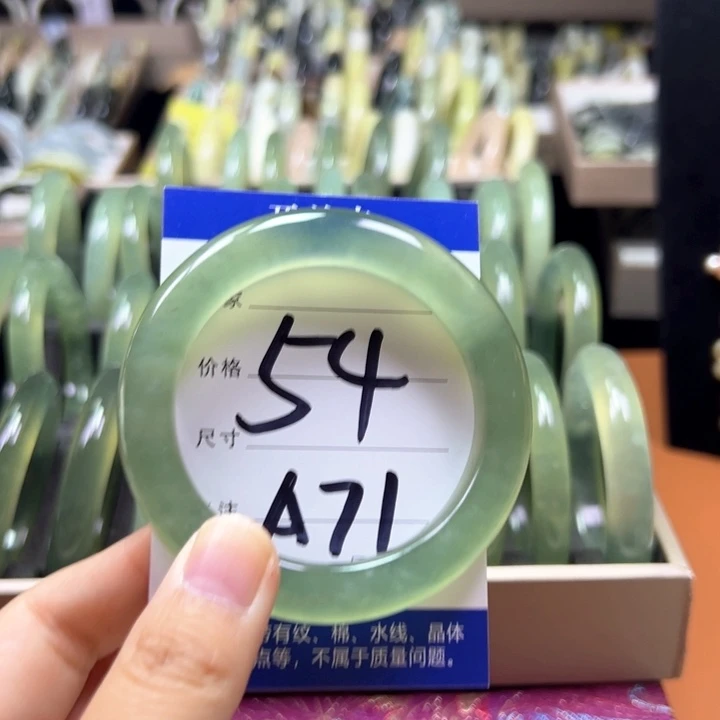 价格
54
尺寸
A71
有纹、棉、水线、晶体
点等，不属于质量问题。